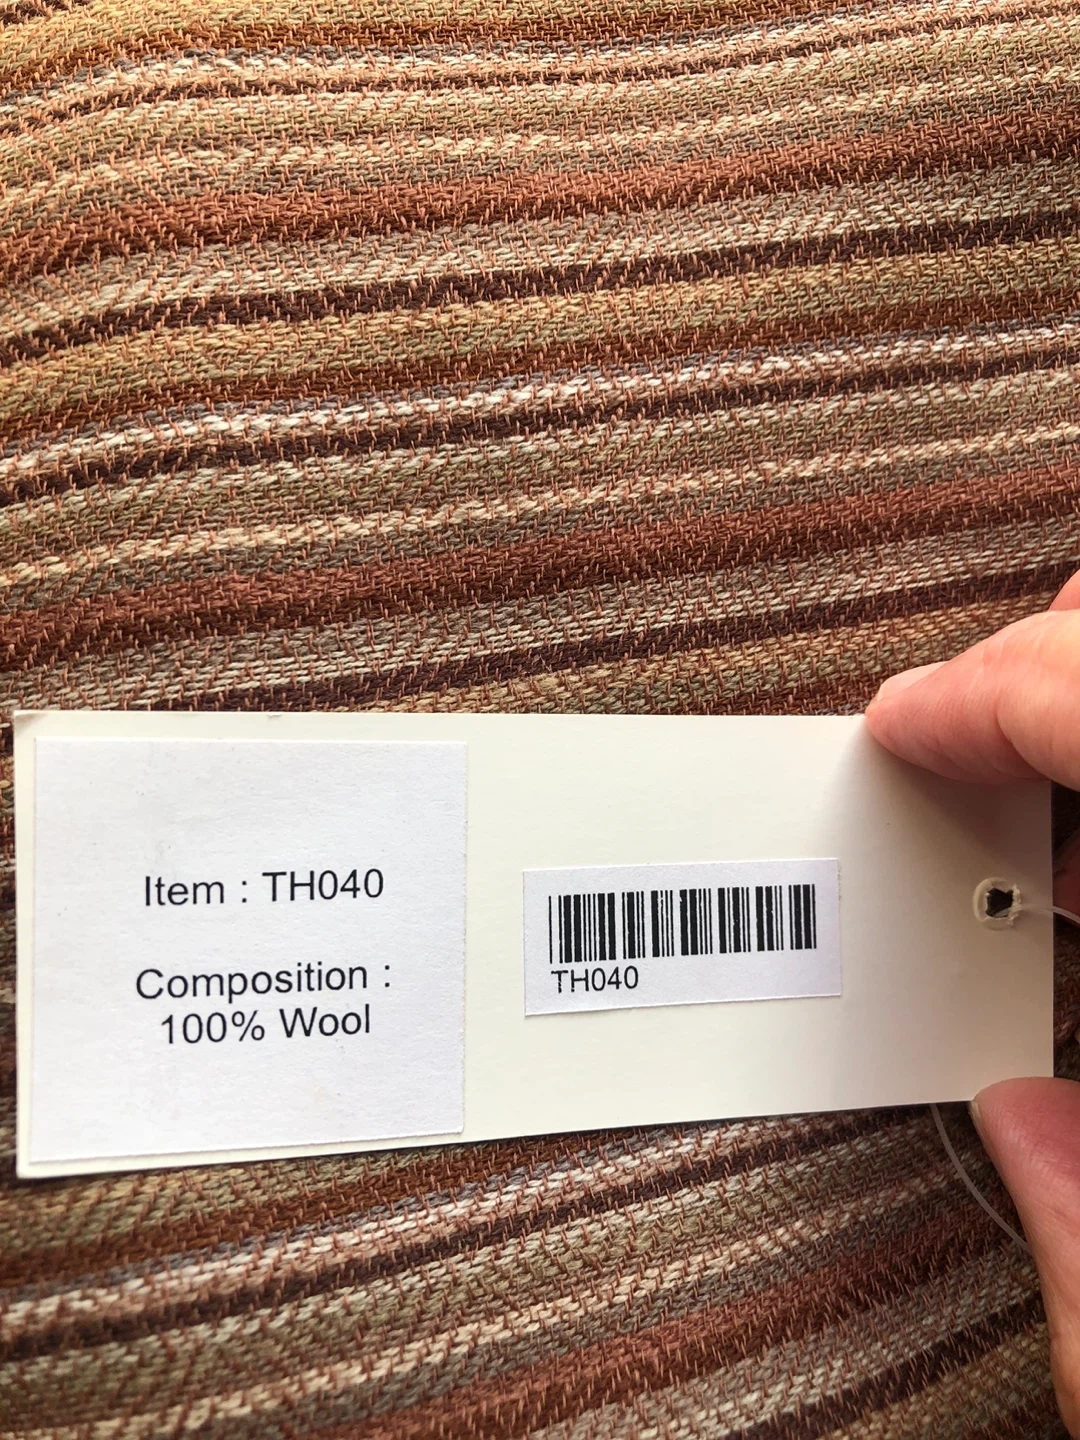 Item : TH040
Composition :
100% Wool
TH040